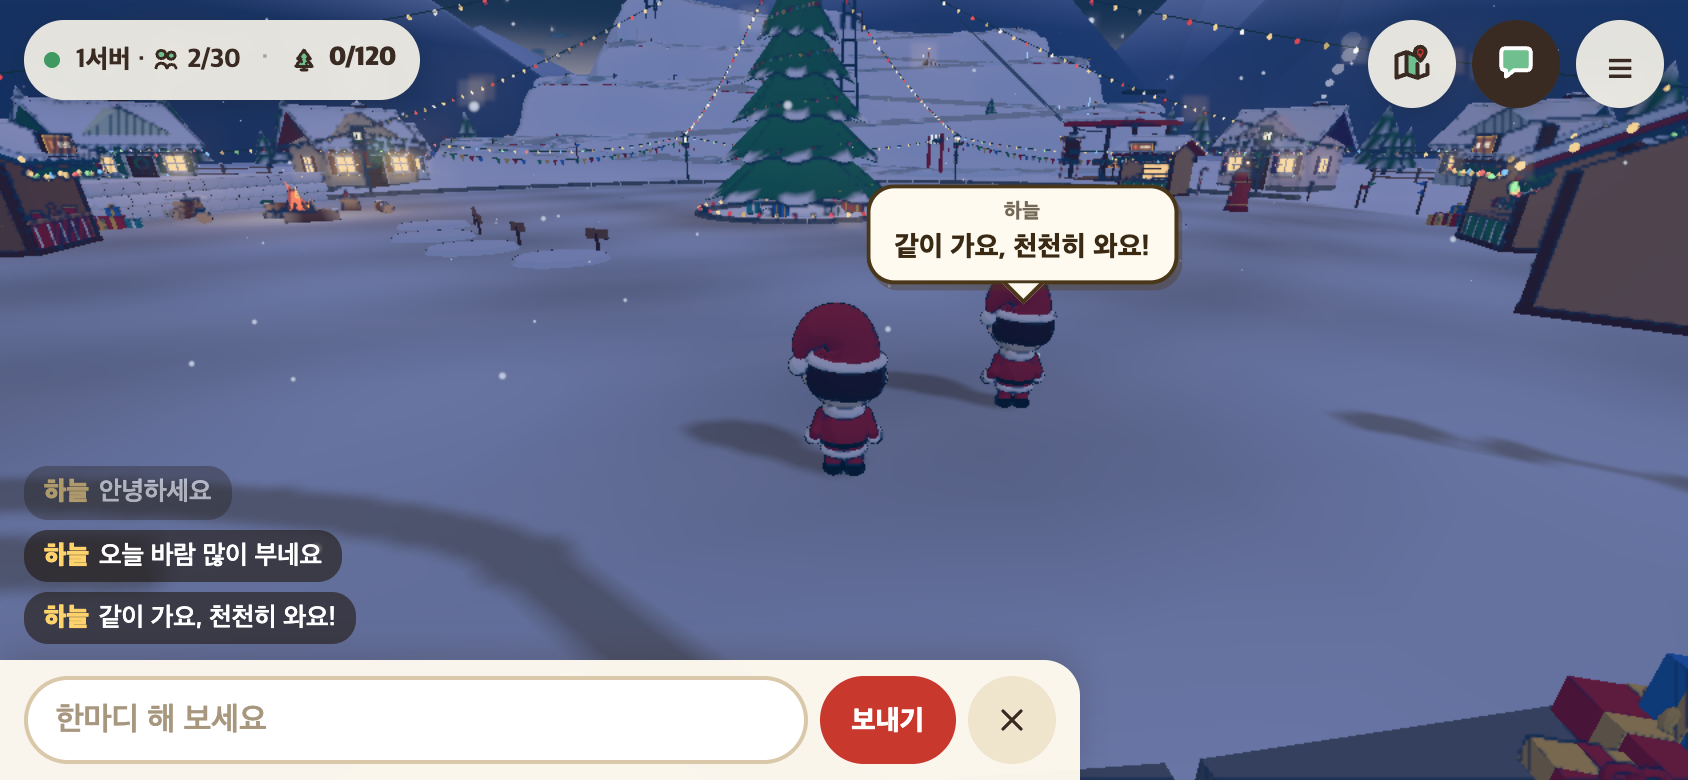 1서버 · 2/30 · 0/120
하늘
같이 가요, 천천히 와요!
하늘 안녕하세요
하늘 오늘 바람 많이 부네요
하늘 같이 가요, 천천히 와요!
한마디 해 보세요
보내기